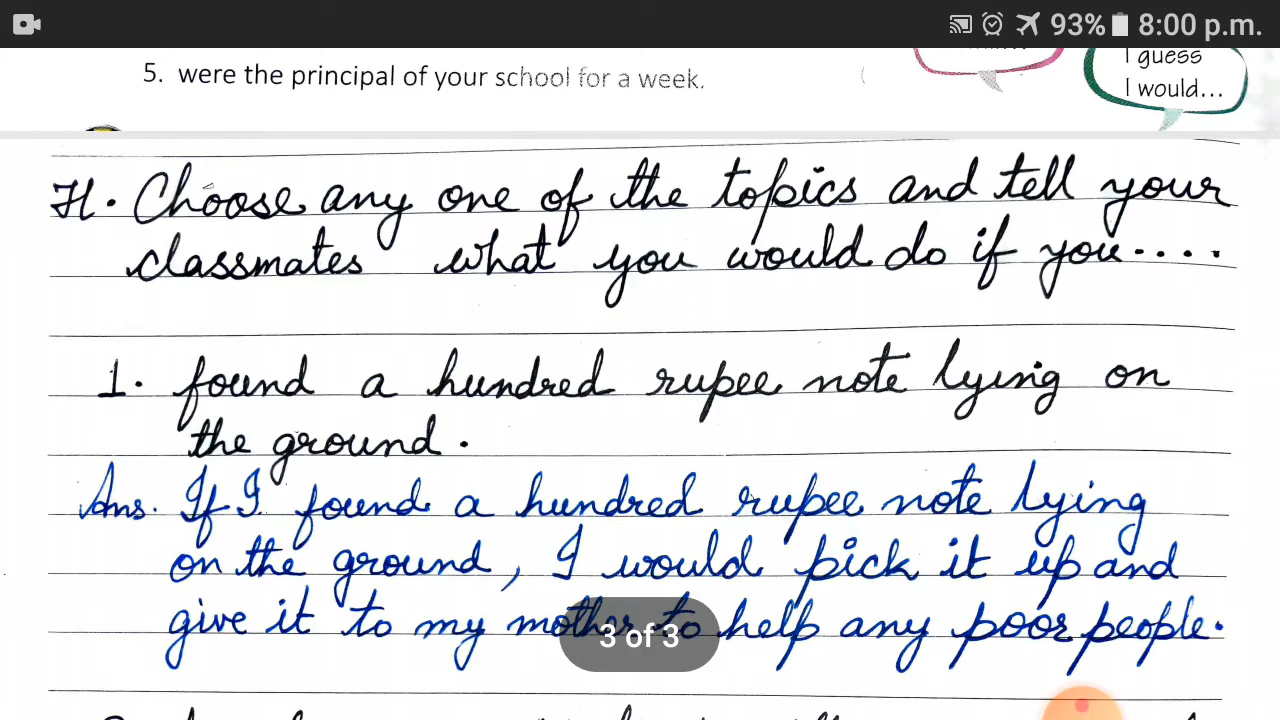 93% 8:00 p.m.
5. were the principal of your school for a week.
I guess
I would...
H. Choose any one of the topics and tell your
classmates what you would do if you....
1. found a hundred rupee note lying on
the ground.
Ans. If I found a hundred rupee note lying
on the ground, I would pick it up and
give it to my mother to help any poor people.
3 of 3